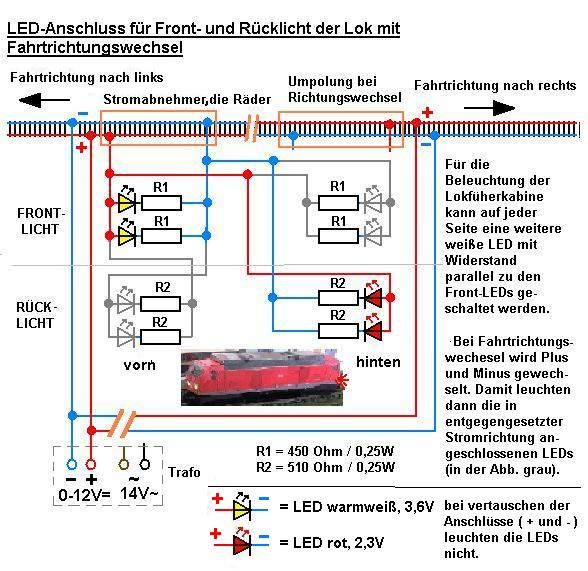 LED-Anschluss für Front- und Rücklicht der Lok mit
Fahrtrichtungswechsel
Fahrtrichtung nach links
Stromabnehmer,die Räder
Umpolung bei
Richtungswechsel
Fahrtrichtung nach rechts
− +
+ −
FRONT-
LICHT
R1
R1
R1
R1
RÜCK-
LICHT
R2
R2
R2
R2
vorn
hinten
Für die
Beleuchtung der
Lokfüherkabine
kann auf jeder
Seite eine weitere
weiße LED mit
Widerstand
parallel zu den
Front-LEDs ge-
schaltet werden.
Bei Fahrtrichtungs-
wechesel wird Plus
und Minus gewech-
selt. Damit leuchten
dann die in
entgegengesetzter
Stromrichtung an-
geschlossenen LEDs
(in der Abb. grau).
− + ~ ~
0-12V= 14V~
Trafo
R1 = 450 Ohm / 0,25W
R2 = 510 Ohm / 0,25W
+ − = LED warmweiß, 3,6V
+ − = LED rot, 2,3V
bei vertauschen der
Anschlüsse ( + und - )
leuchten die LEDs
nicht.